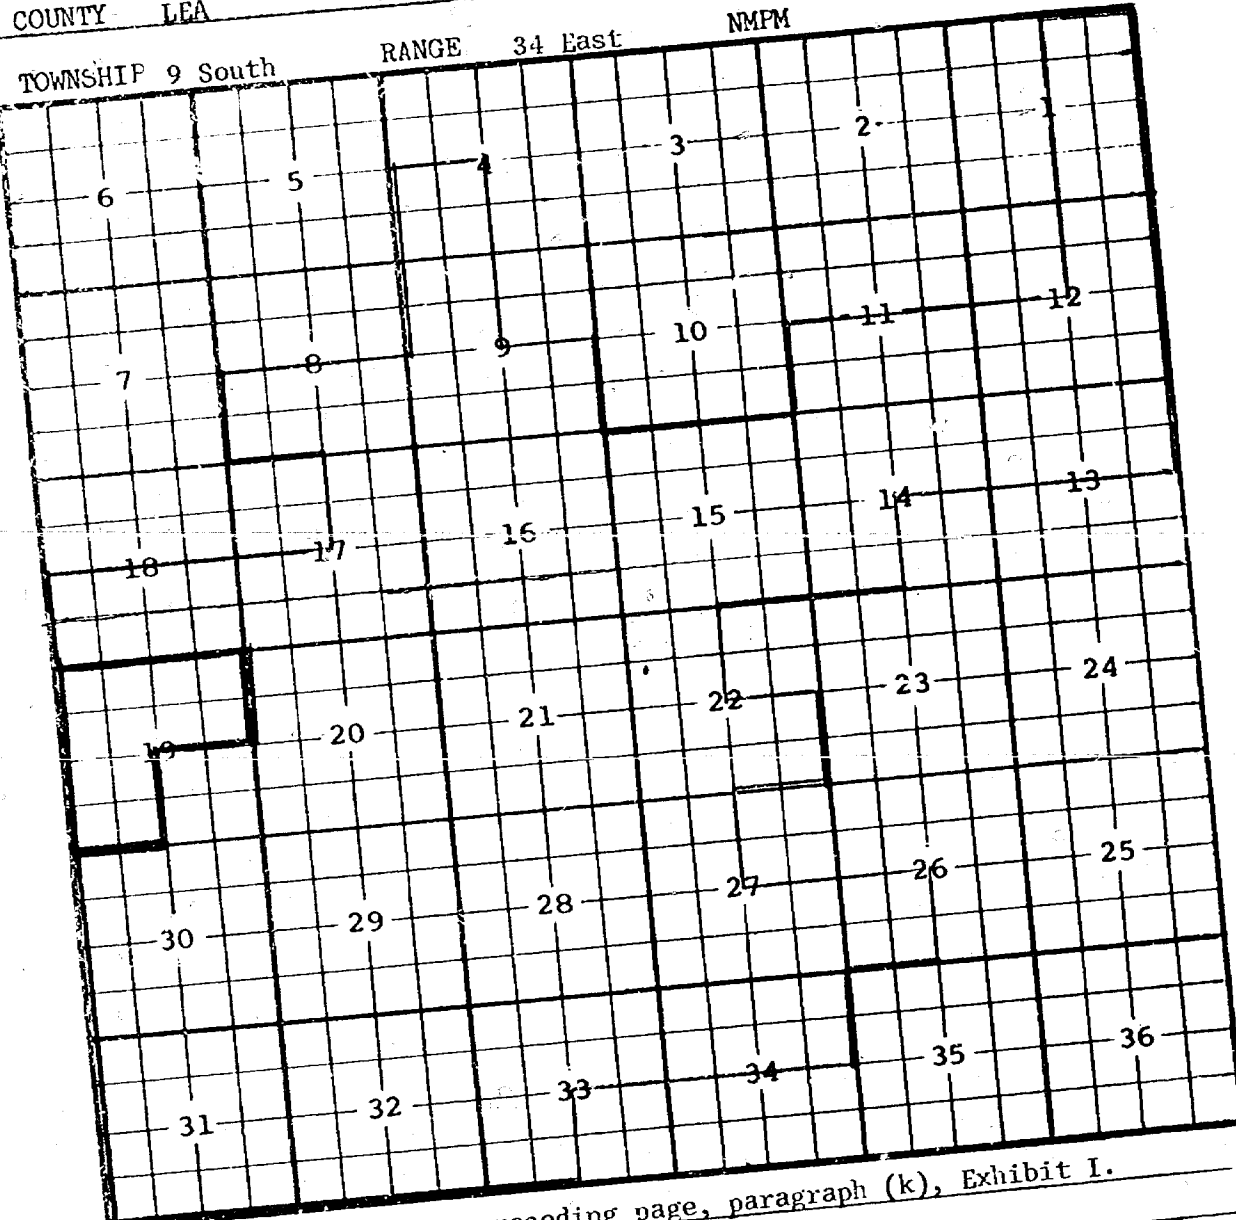 COUNTY LEA
TOWNSHIP 9 South RANGE 34 East NMPM
6 5 4 3 2 1
7 8 9 10 11 12
18 17 16 15 14 13
19 20 21 22 23 24
30 29 28 27 26 25
31 32 33 34 35 36
page, paragraph (k), Exhibit I.